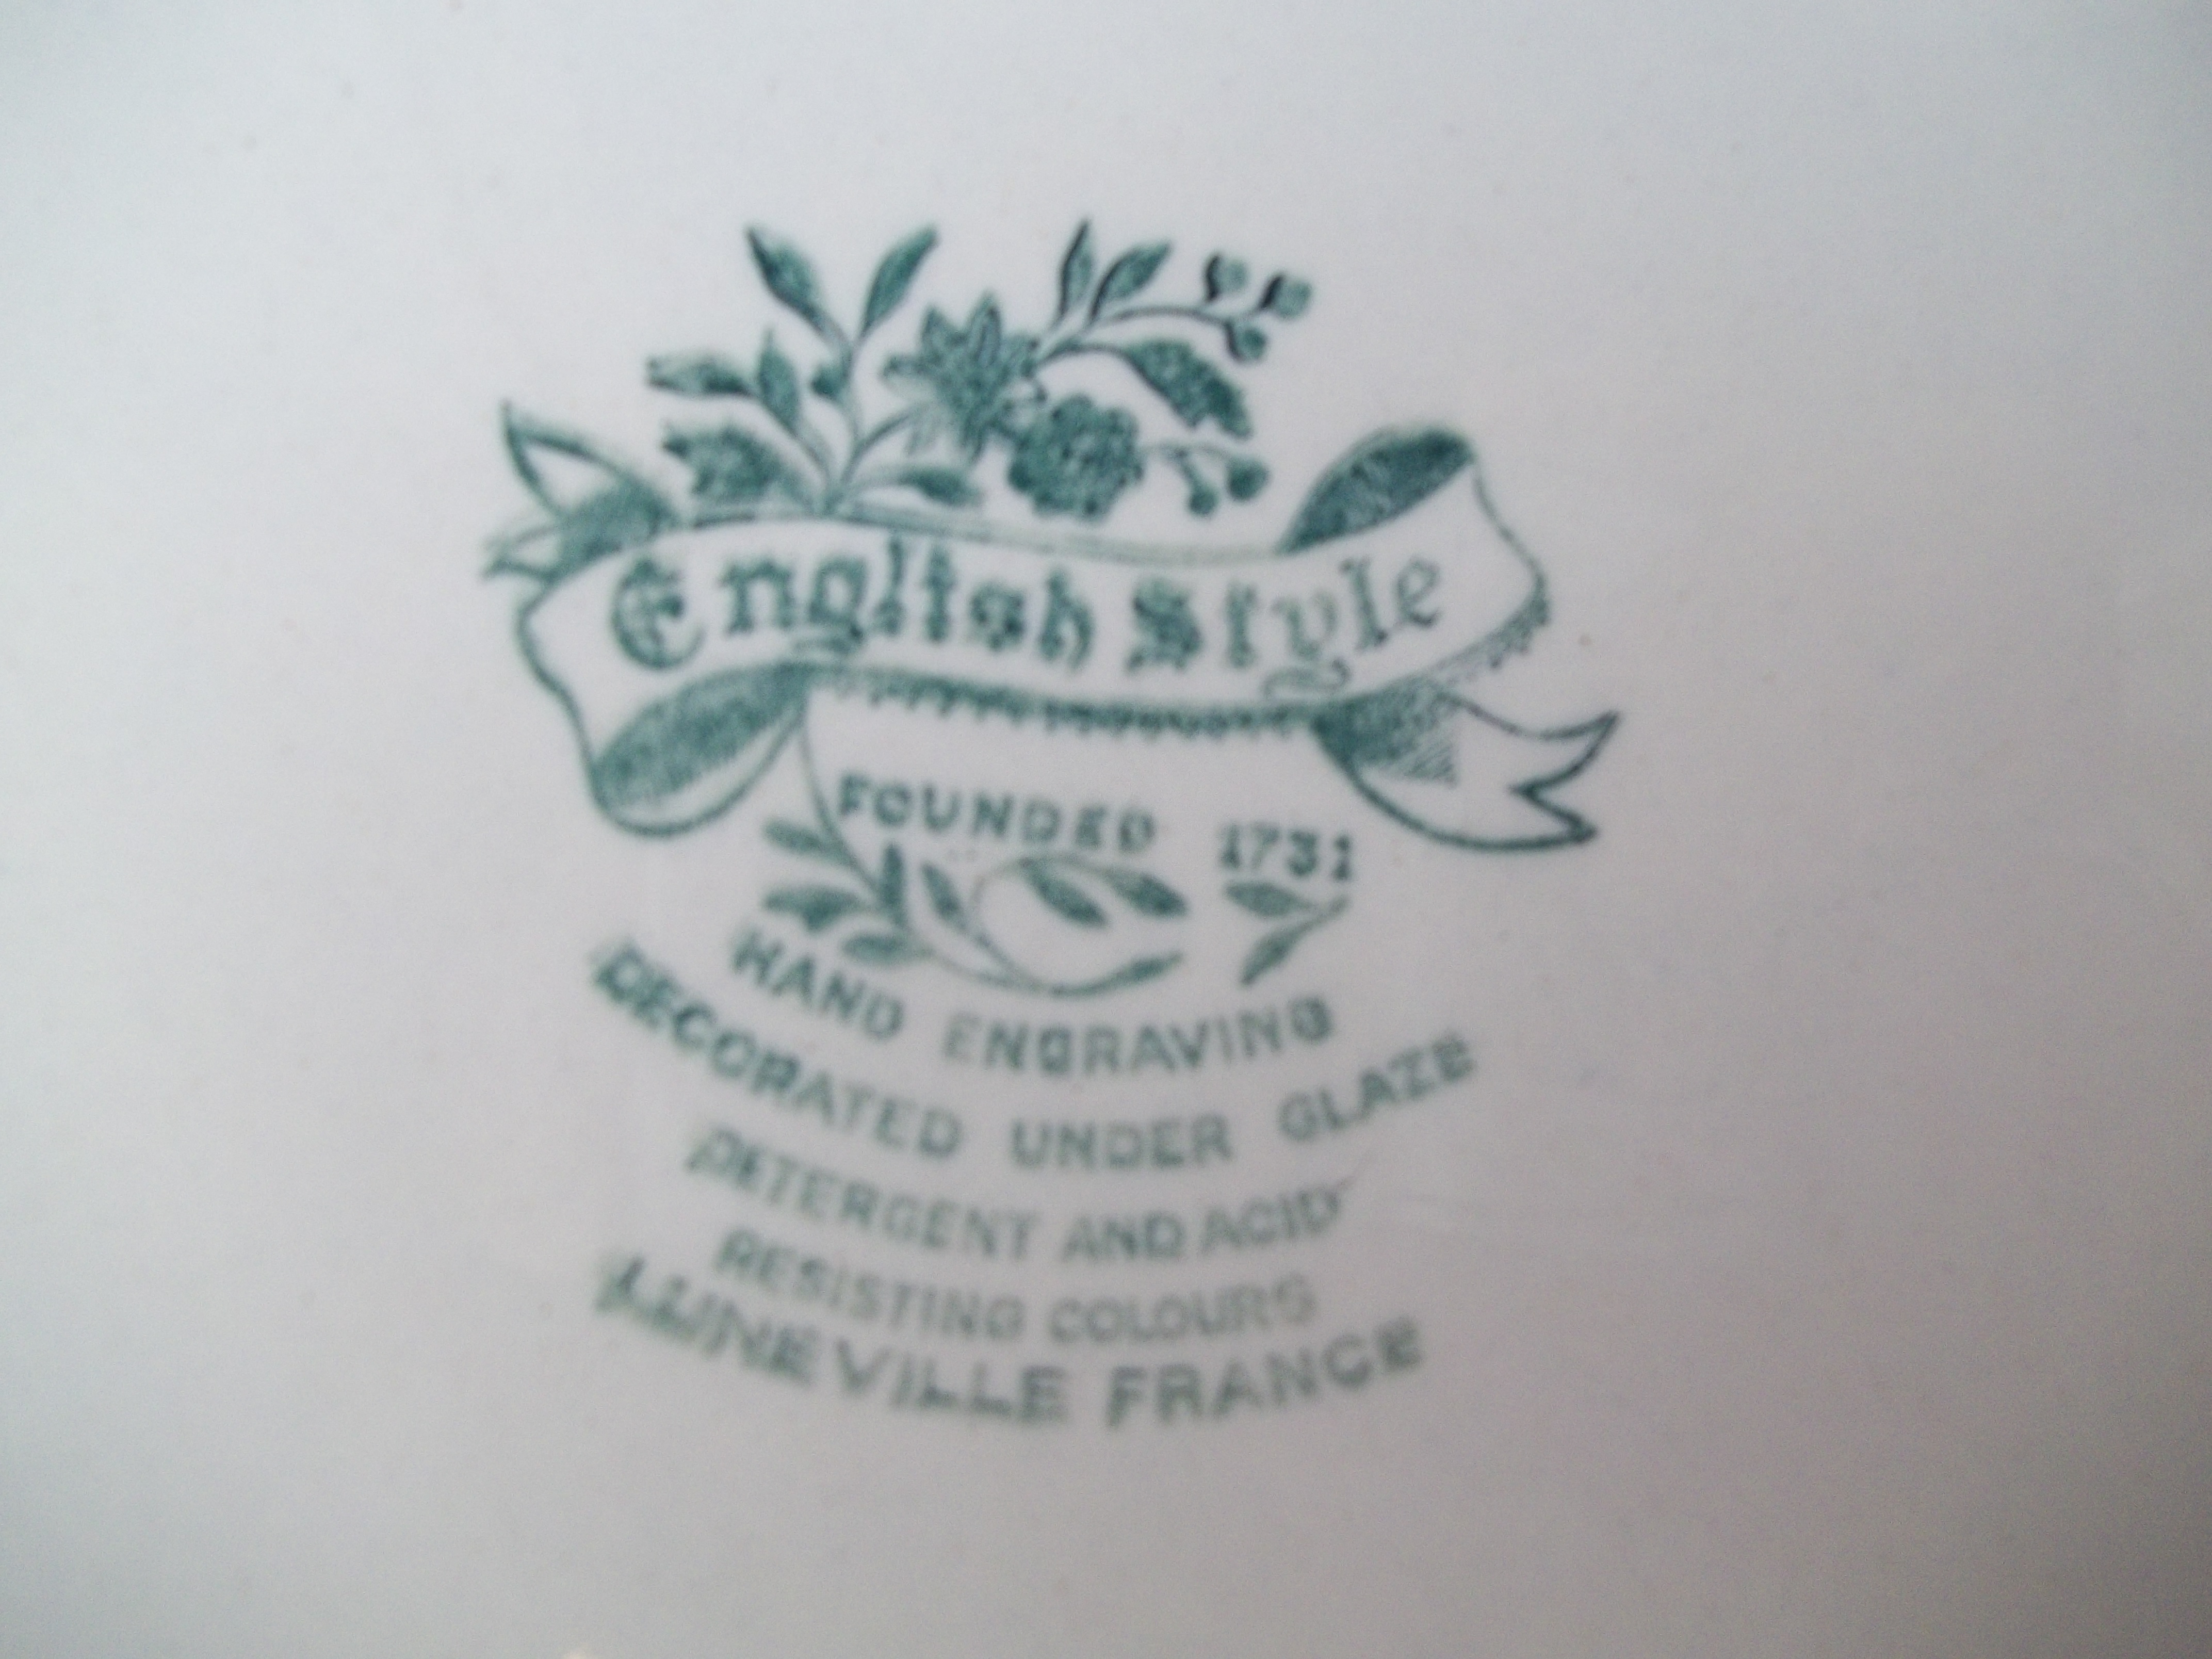 English Style
FOUNDED 1731
HAND ENGRAVING
DECORATED UNDER GLAZE
DETERGENT AND ACID
RESISTING COLOURS
LUNEVILLE FRANCE